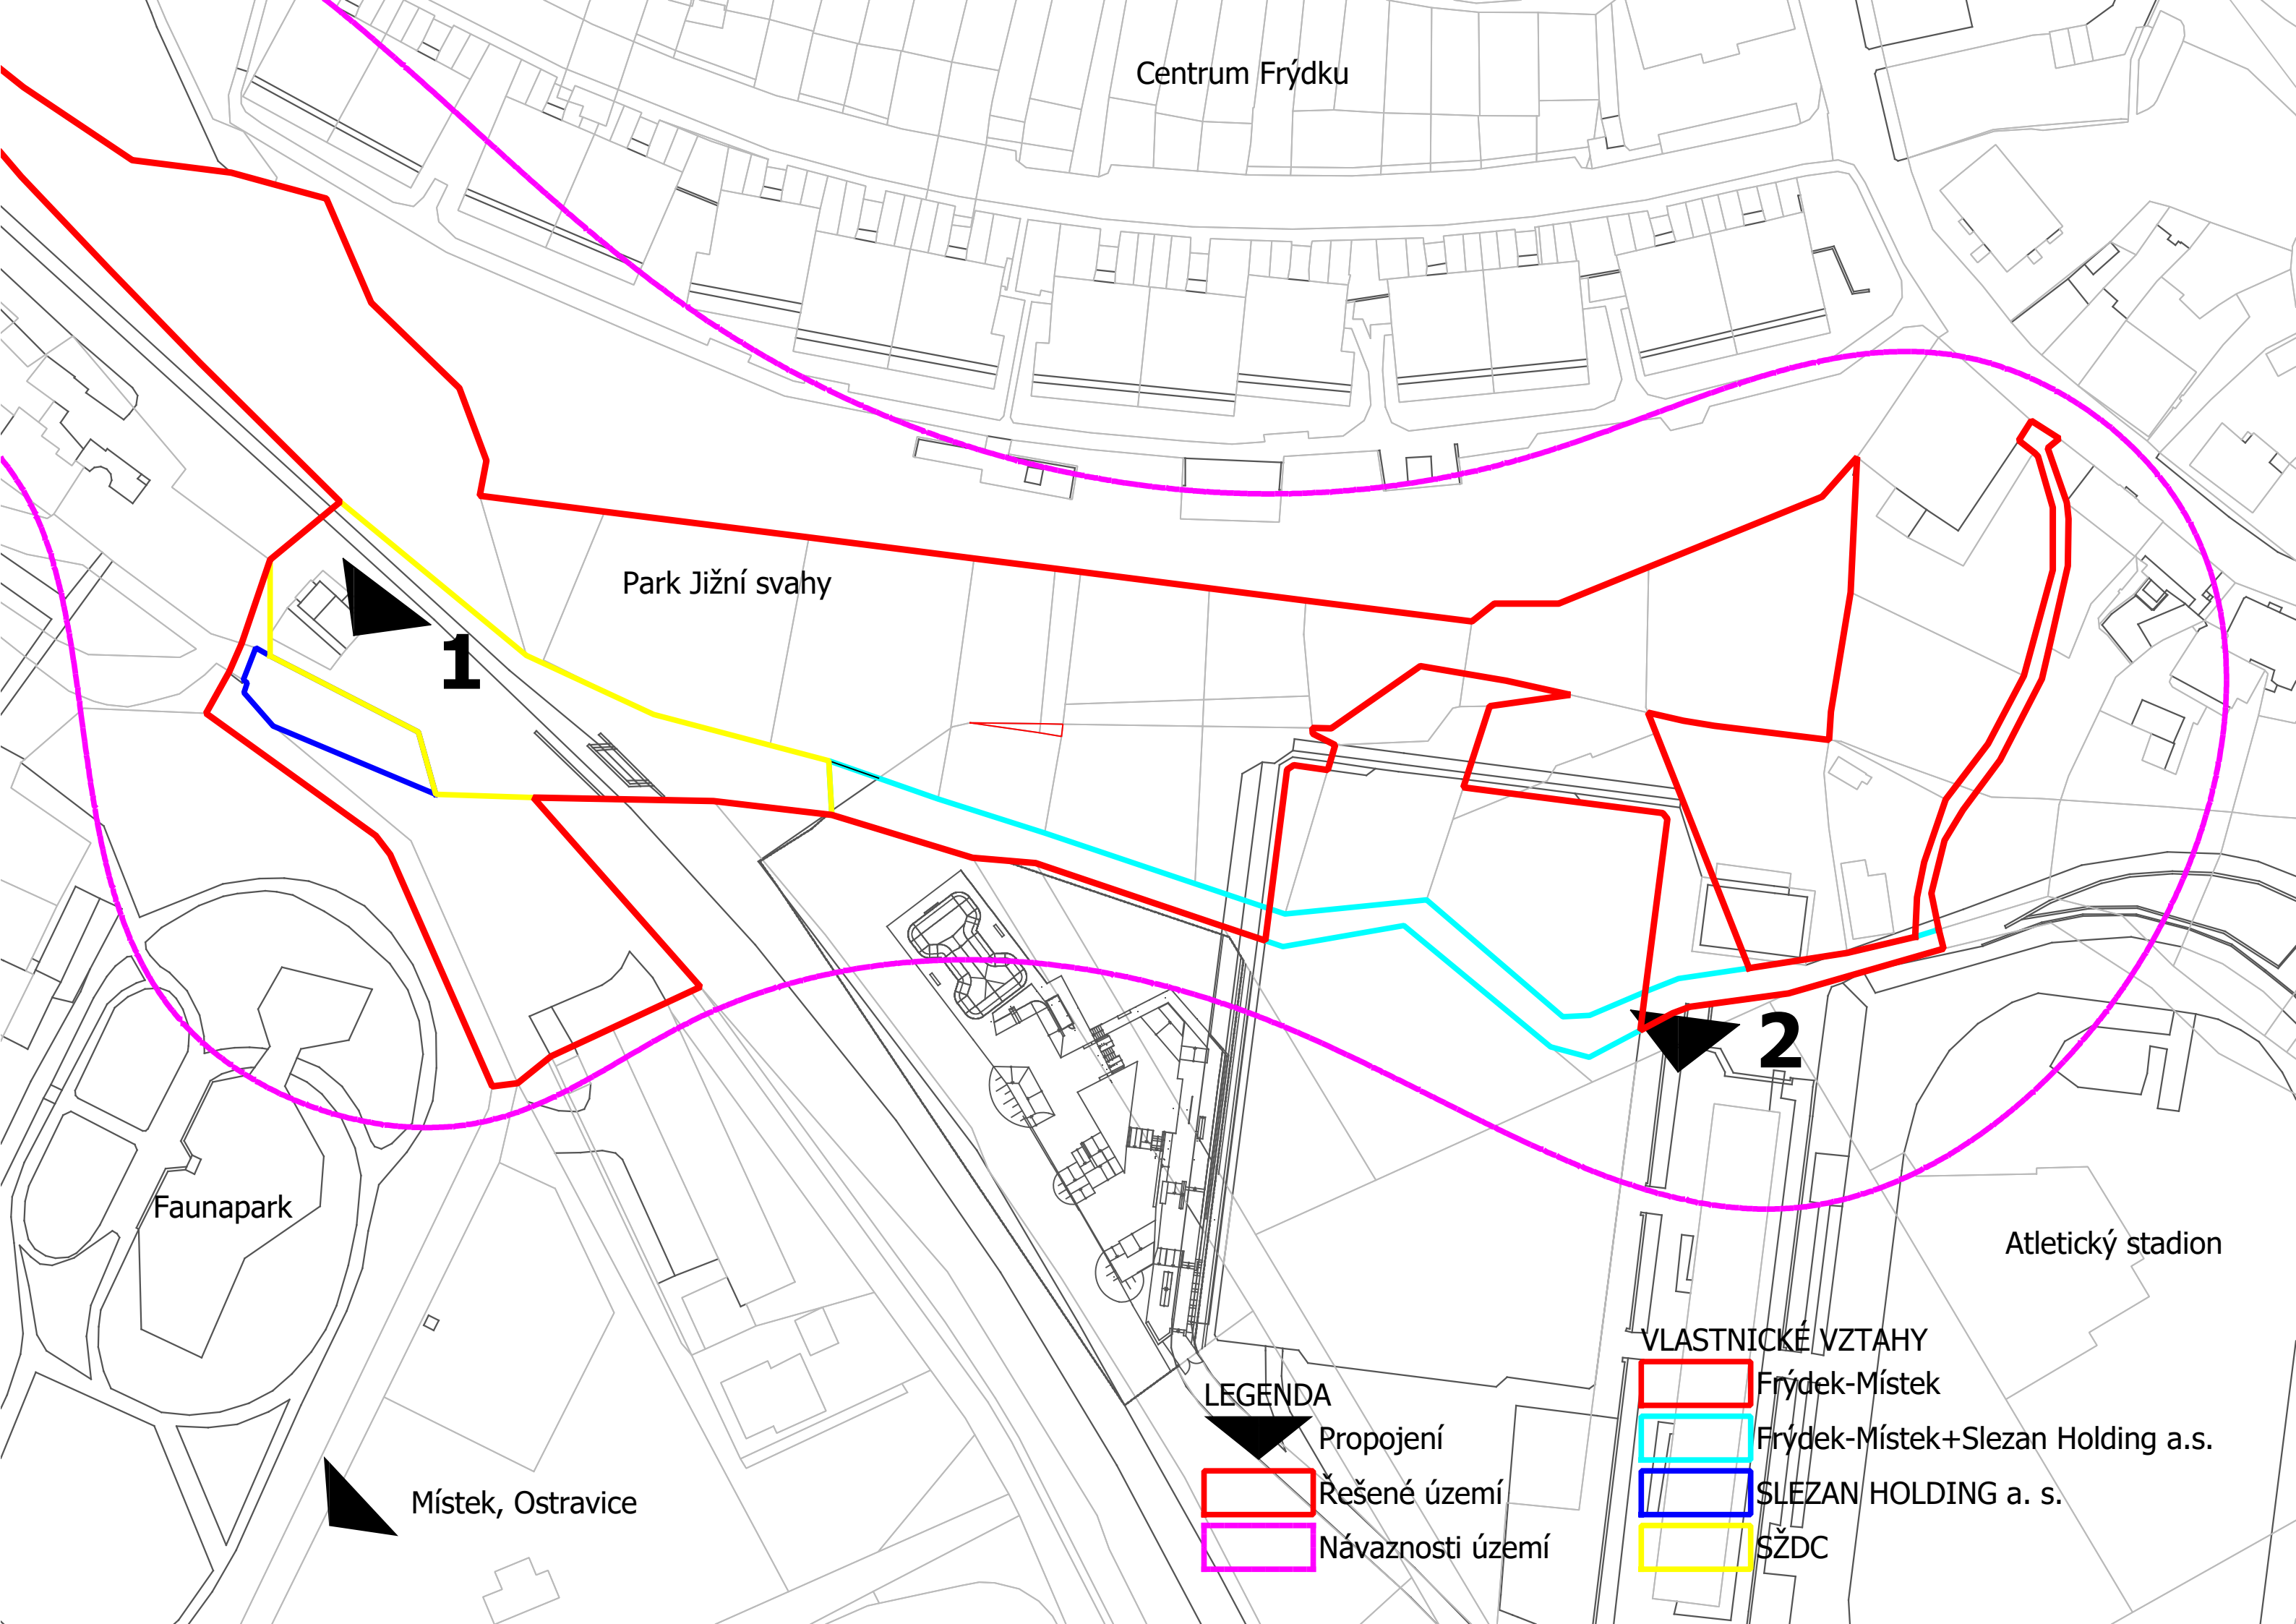 Centrum Frýdku
Park Jižní svahy
1
2
Faunapark
Atletický stadion
Místek, Ostravice
LEGENDA
Propojení
Řešené území
Návaznosti území
VLASTNICKÉ VZTAHY
Frýdek-Místek
Frýdek-Místek+Slezan Holding a.s.
SLEZAN HOLDING a. s.
SŽDC